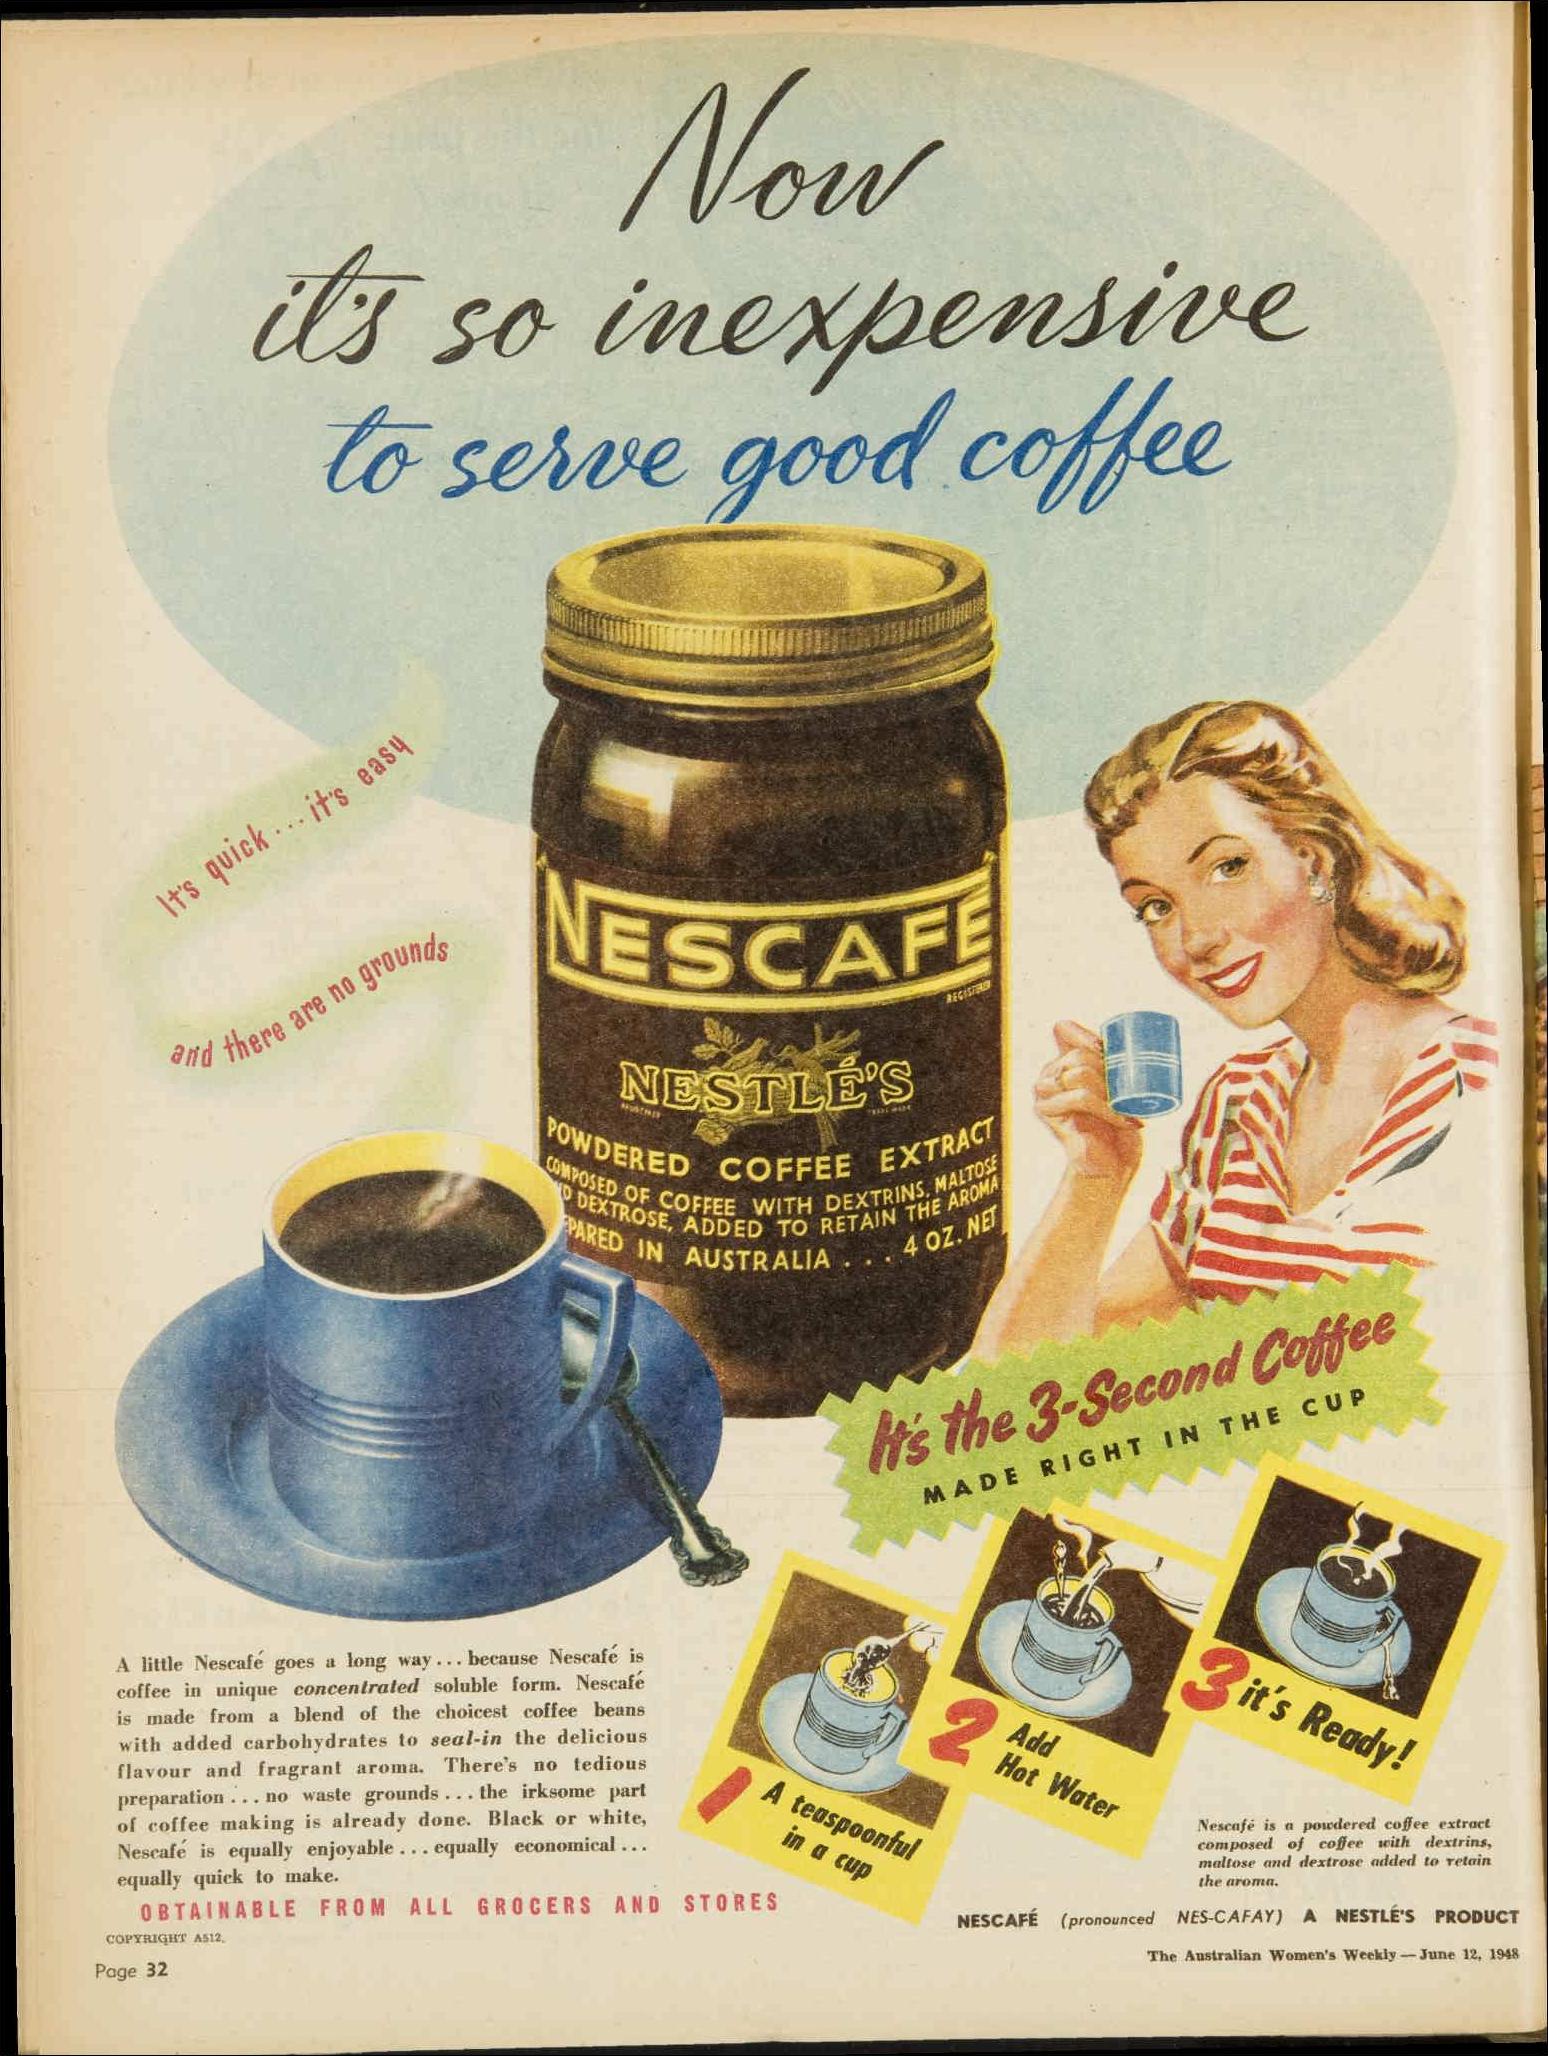 Now
it's so inexpensive
to serve good coffee
It's quick...it's easy
and there are no grounds
NESCAFÉ
REGISTERED
NESTLÉ'S
POWDERED COFFEE EXTRACT
COMPOSED OF COFFEE WITH DEXTRINS, MALTOSE
DEXTROSE, ADDED TO RETAIN THE AROMA
PARED IN AUSTRALIA . . . 4 OZ. NET
It's the 3-Second Coffee
MADE RIGHT IN THE CUP
1 A teaspoonful
in a cup
2 Add
Hot Water
3 it's Ready!
A little Nescafé goes a long way...because Nescafé is
coffee in unique concentrated soluble form. Nescafé
is made from a blend of the choicest coffee beans
with added carbohydrates to seal-in the delicious
flavour and fragrant aroma. There's no tedious
preparation...no waste grounds...the irksome part
of coffee making is already done. Black or white,
Nescafé is equally enjoyable...equally economical...
equally quick to make.
OBTAINABLE FROM ALL GROCERS AND STORES
COPYRIGHT A512.
Page 32
Nescafé is a powdered coffee extract
composed of coffee with dextrins,
maltose and dextrose added to retain
the aroma.
NESCAFÉ (pronounced NES-CAFAY) A NESTLÉ'S PRODUCT
The Australian Women's Weekly — June 12, 1948